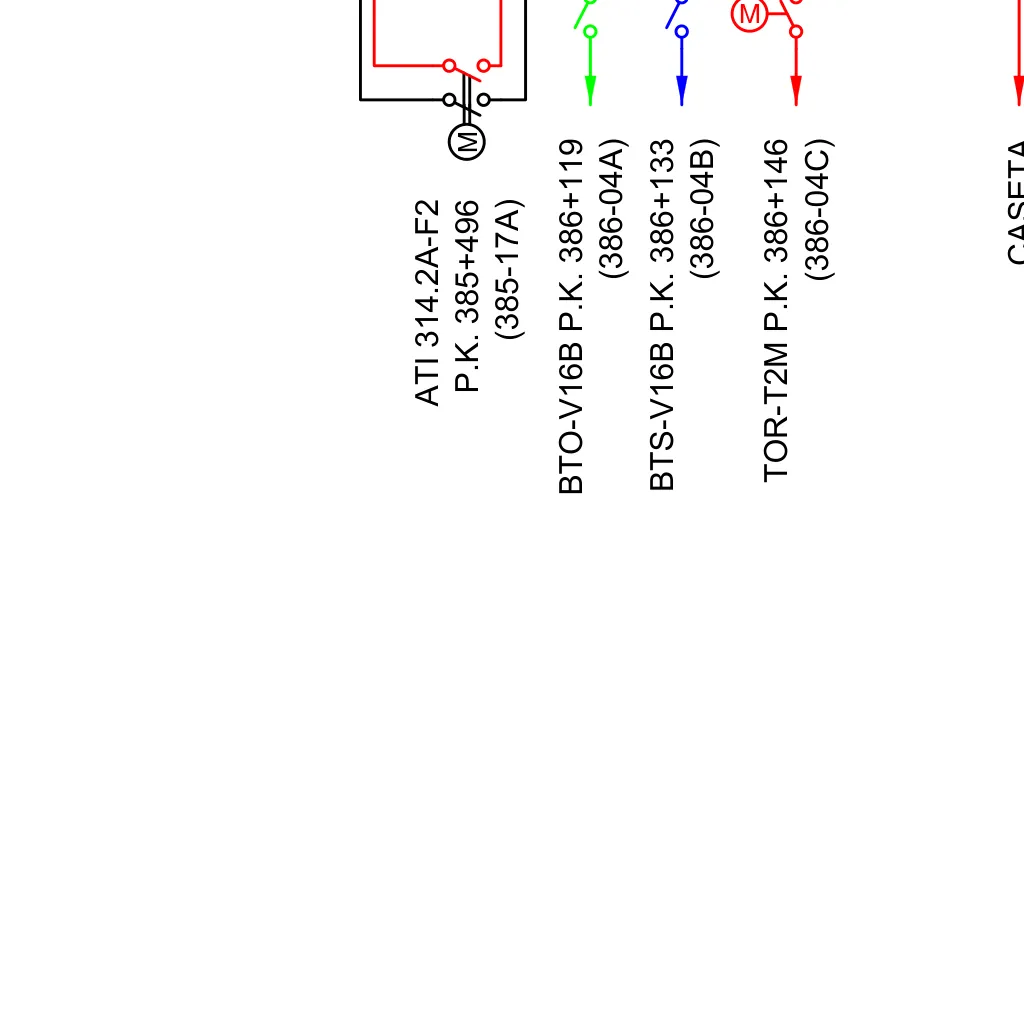 M
M
ATI 314.2A-F2
P.K. 385+496
(385-17A)
BTO-V16B P.K. 386+119
(386-04A)
BTS-V16B P.K. 386+133
(386-04B)
TOR-T2M P.K. 386+146
(386-04C)
CASETA